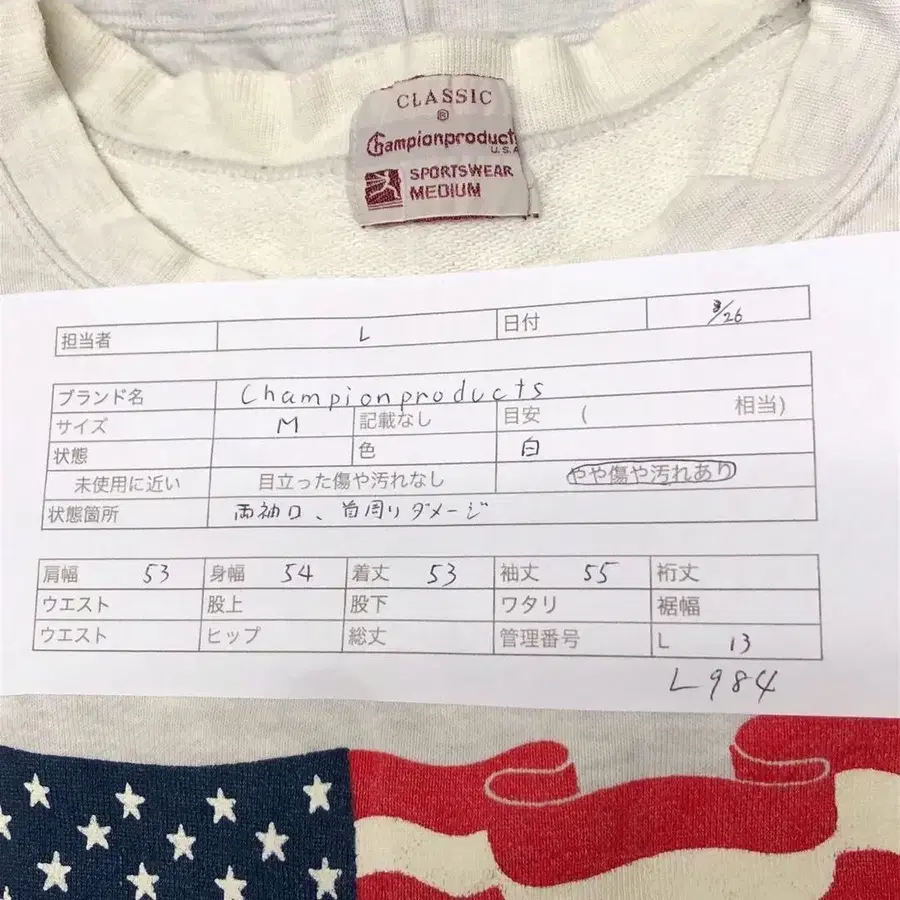 CLASSIC
®
Championproducts
U.S.A
SPORTSWEAR
MEDIUM
担当者 L 日付 3/26
ブランド名 Championproducts
サイズ M 記載なし 目安 ( 相当)
状態 色 白
未使用に近い 目立った傷や汚れなし やや傷や汚れあり
状態箇所 両袖口、首周りダメージ
肩幅 53 身幅 54 着丈 53 袖丈 55 裄丈
ウエスト 股上 股下 ワタリ 裾幅
ウエスト ヒップ 総丈 管理番号 L 13
L984